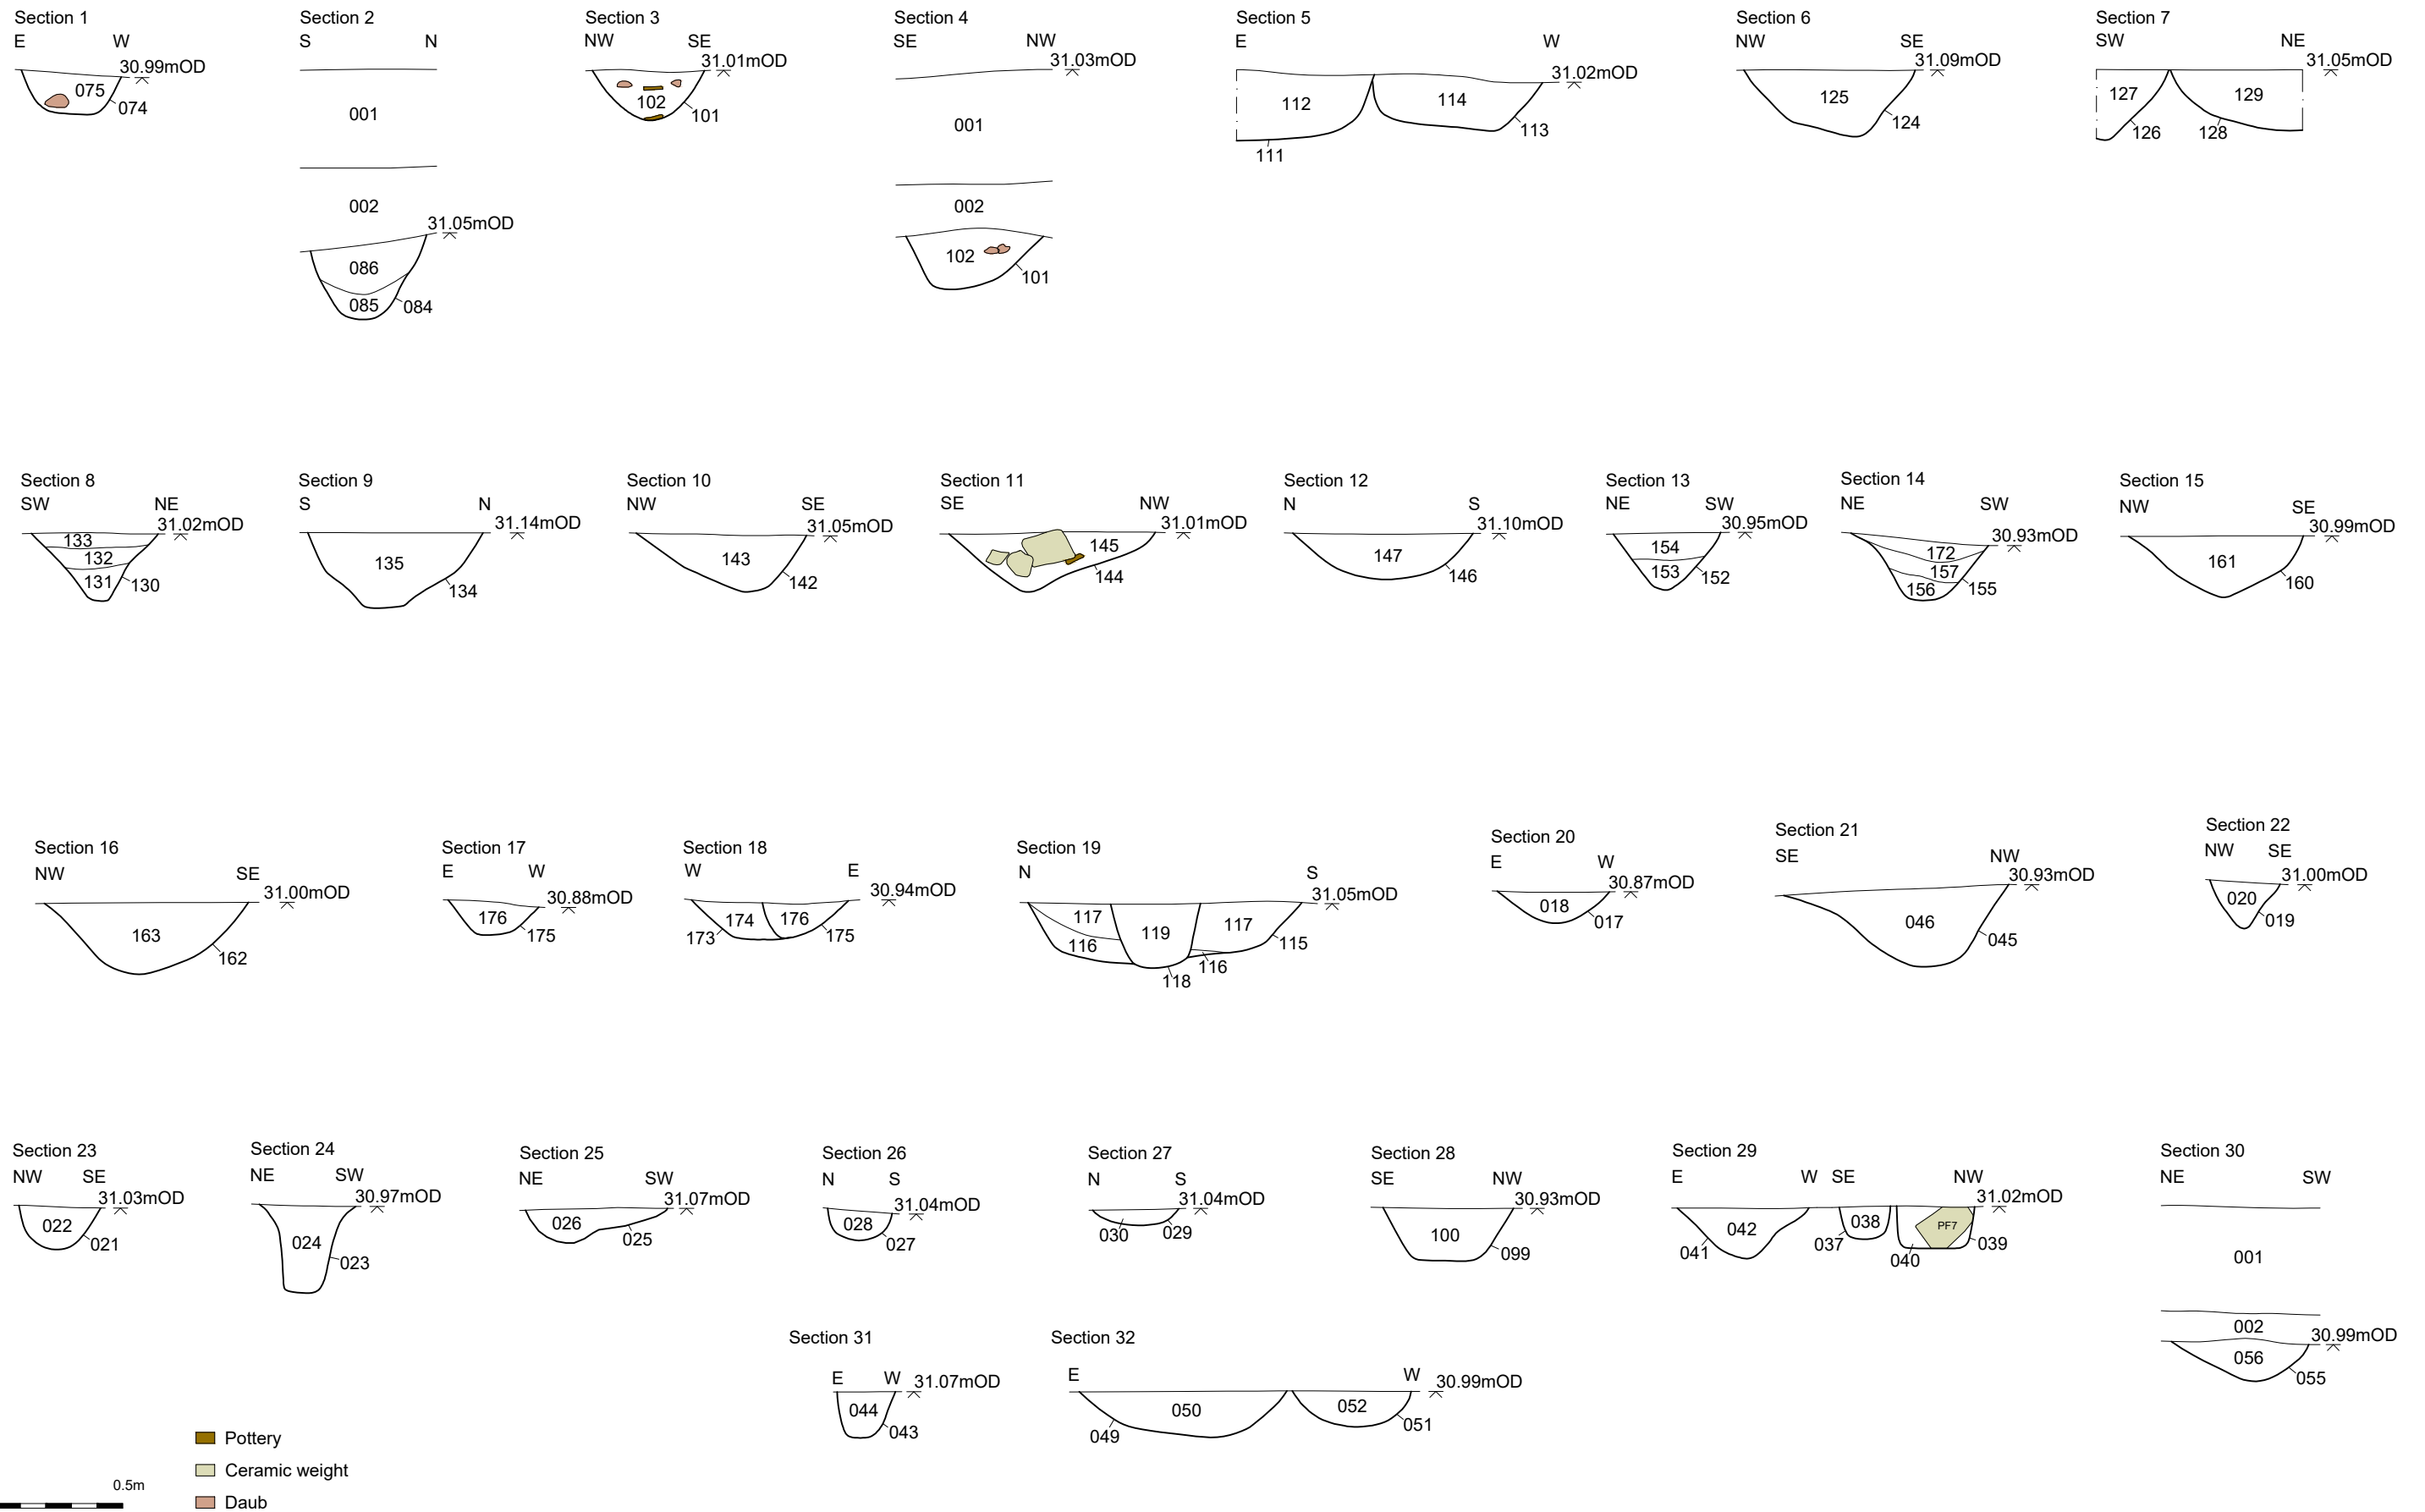 Section 1
E W
30.99mOD
075
074
Section 2
S N
001
002
31.05mOD
086
085
084
Section 3
NW SE
31.01mOD
102
101
Section 4
SE NW
31.03mOD
001
002
102
101
Section 5
E W
31.02mOD
112
114
113
111
Section 6
NW SE
31.09mOD
125
124
Section 7
SW NE
31.05mOD
127
129
126
128
Section 8
SW NE
31.02mOD
133
132
131
130
Section 9
S N
31.14mOD
135
134
Section 10
NW SE
31.05mOD
143
142
Section 11
SE NW
31.01mOD
145
144
Section 12
N S
31.10mOD
147
146
Section 13
NE SW
30.95mOD
154
153
152
Section 14
NE SW
30.93mOD
172
157
156
155
Section 15
NW SE
30.99mOD
161
160
Section 16
NW SE
31.00mOD
163
162
Section 17
E W
30.88mOD
176
175
Section 18
W E
30.94mOD
174
176
173
175
Section 19
N S
31.05mOD
117
119
117
116
115
116
118
Section 20
E W
30.87mOD
018
017
Section 21
SE NW
30.93mOD
046
045
Section 22
NW SE
31.00mOD
020
019
Section 23
NW SE
31.03mOD
022
021
Section 24
NE SW
30.97mOD
024
023
Section 25
NE SW
31.07mOD
026
025
Section 26
N S
31.04mOD
028
027
Section 27
N S
31.04mOD
030
029
Section 28
SE NW
30.93mOD
100
099
Section 29
E W SE NW
31.02mOD
042
038
PF7
041
037
040
039
Section 30
NE SW
001
002
30.99mOD
056
055
Section 31
E W
31.07mOD
044
043
Section 32
E W
30.99mOD
050
052
049
051
Pottery
Ceramic weight
Daub
0.5m